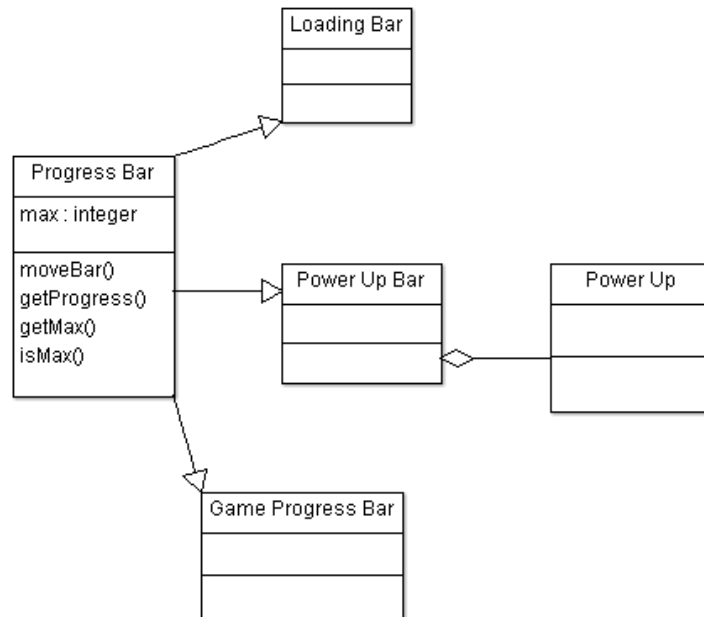 Loading Bar
Progress Bar
max : integer
moveBar()
getProgress()
getMax()
isMax()
Power Up Bar
Power Up
Game Progress Bar